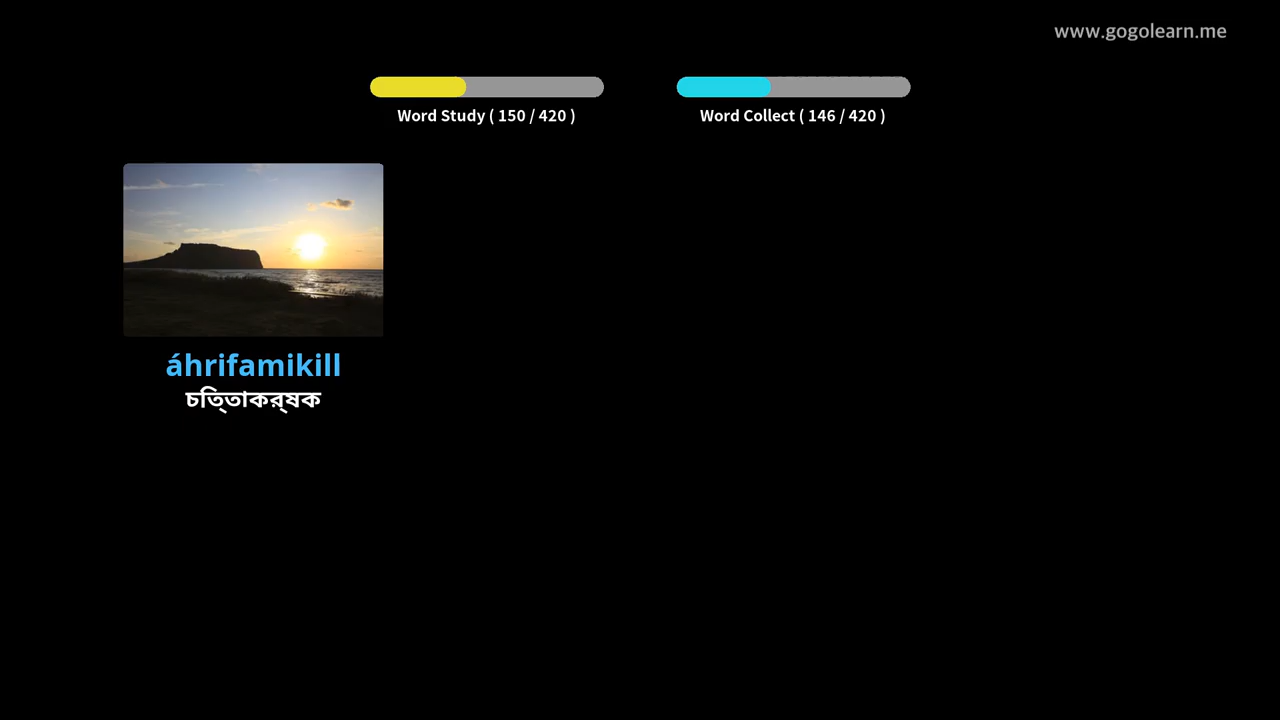 www.gogolearn.me
Word Study ( 150 / 420 )
Word Collect ( 146 / 420 )
áhrifamikill
চিত্তাকর্ষক